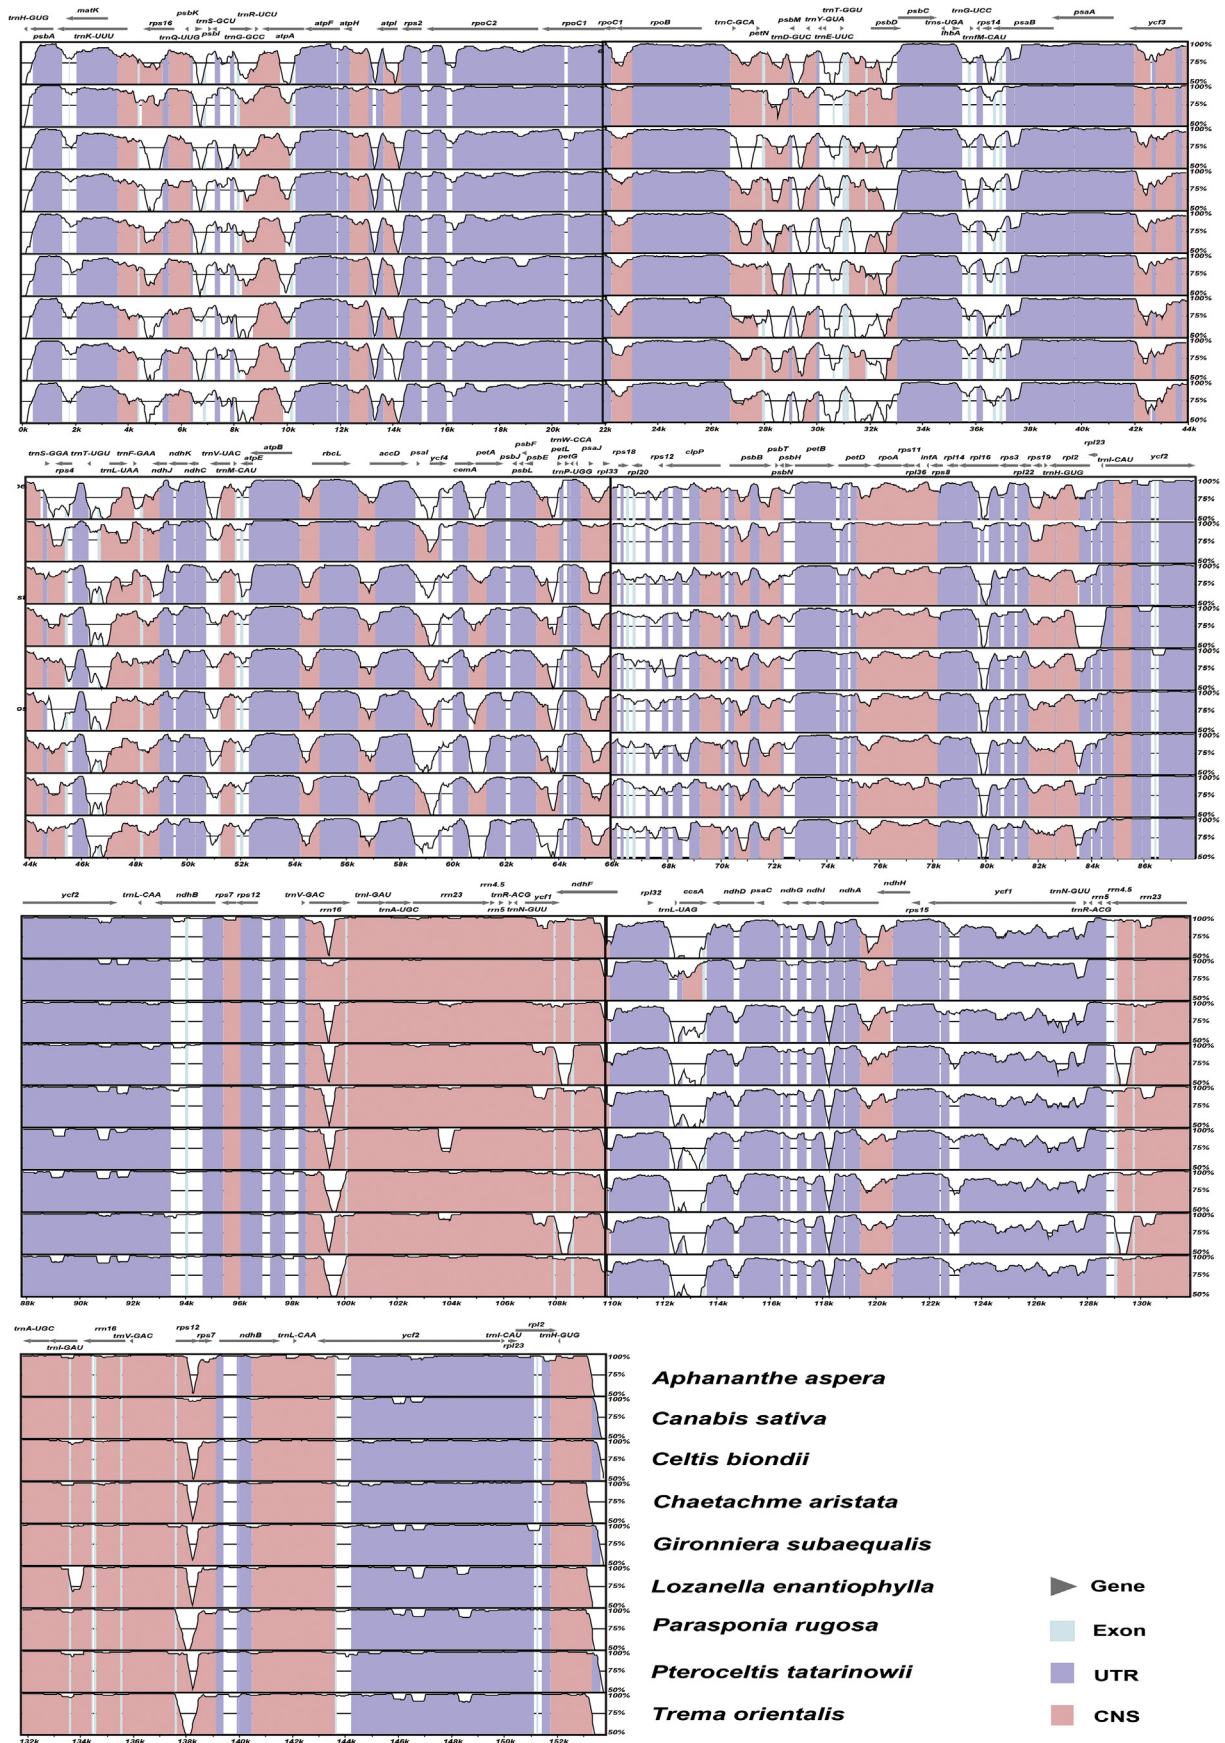 trnH-GUG matK psbK trnS-GCU trnR-UCU
rps16 atpF atpH atpI rps2 rpoC2 rpoC1
psbA trnK-UUU trnQ-UUG psbI trnG-GCC atpA
rpoC1 rpoB trnC-GCA psbM trnT-GGU psbD psbC trnG-UCC rps14 psaB psaA ycf3
petN trnD-GUC trnY-GUA trnE-UUC trns-UGA lhbA trnfM-CAU
100%
75%
50%
0k 2k 4k 6k 8k 10k 12k 14k 16k 18k 20k 22k 24k 26k 28k 30k 32k 34k 36k 38k 40k 42k 44k
trnS-GGA trnT-UGU trnF-GAA ndhK trnV-UAC atpB rbcL accD psaI petA psbF petL trnW-CCA psaJ
rps4 trnL-UAA ndhJ ndhC trnM-CAU atpE ycf4 cemA psbJ psbL psbE petG trnP-UGG rpl33
rps18 rps12 clpP psbB psbT psbH petB petD rpoA rps11 infA rpl14 rpl16 rps3 rps19 rpl2 rpl23 trnI-CAU ycf2
rpl20 psbN rpl36 rps8 rpl22 trnH-GUG
100%
75%
50%
44k 46k 48k 50k 52k 54k 56k 58k 60k 62k 64k 66k 68k 70k 72k 74k 76k 78k 80k 82k 84k 86k
ycf2 trnL-CAA ndhB rps7 rps12 trnV-GAC trnI-GAU rrn23 rrn4.5 trnR-ACG ycf1 ndhF
rrn16 trnA-UGC rrn5 trnN-GUU
rpl32 ccsA ndhD psaC ndhG ndhI ndhA ndhH ycf1 trnN-GUU rrn5 rrn4.5 rrn23
trnL-UAG rps15 trnR-ACG
100%
75%
50%
88k 92k 94k 96k 98k 100k 102k 104k 106k 108k 110k 112k 114k 116k 118k 120k 122k 124k 126k 128k 130k
trnA-UGC rrn16 rps12 ndhB trnL-CAA ycf2 trnI-CAU rpl2
trnI-GAU trnV-GAC rps7 rpl23 trnH-GUG
100%
75%
50%
132k 134k 136k 138k 140k 142k 144k 146k 148k 150k 152k
Aphananthe aspera
Canabis sativa
Celtis biondii
Chaetachme aristata
Gironniera subaequalis
Lozanella enantiophylla
Parasponia rugosa
Pteroceltis tatarinowii
Trema orientalis
Gene
Exon
UTR
CNS